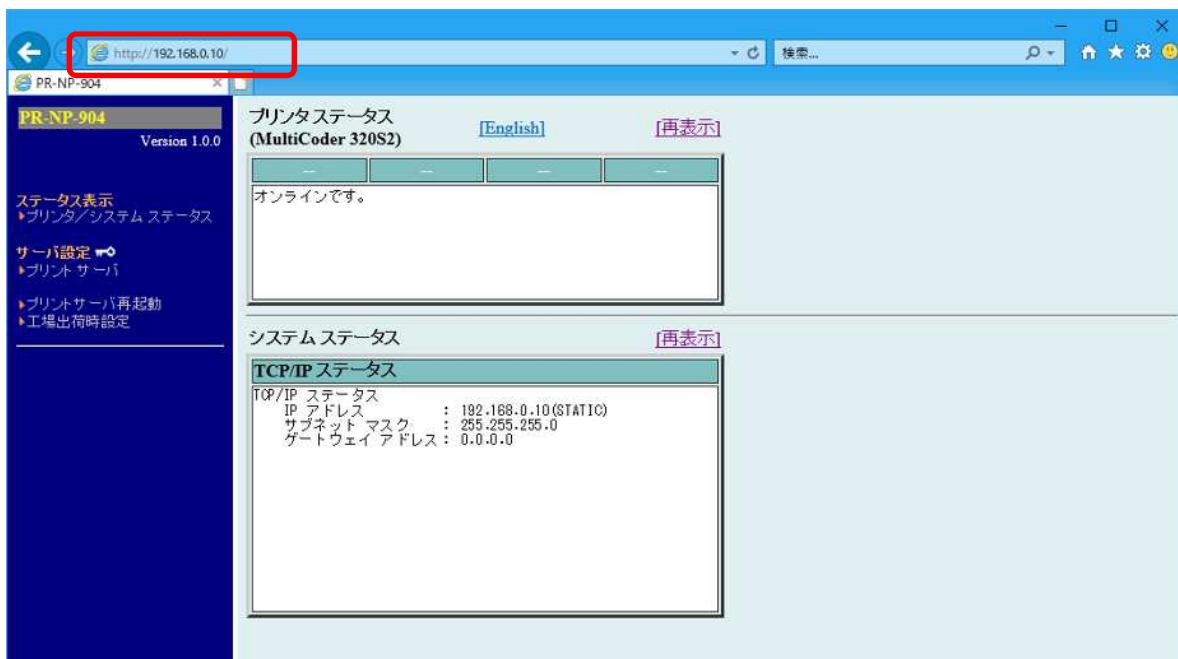 http://192.168.0.10/
検索...
PR-NP-904
PR-NP-904
Version 1.0.0
ステータス表示
プリンタ／システム ステータス
サーバ設定
プリント サーバ
プリントサーバ再起動
工場出荷時設定
プリンタ ステータス
(MultiCoder 320S2)
[English]
[再表示]
-- -- -- --
オンラインです。
システム ステータス
[再表示]
TCP/IP ステータス
TCP/IP ステータス
IP アドレス : 192.168.0.10(STATIC)
サブネット マスク : 255.255.255.0
ゲートウェイ アドレス : 0.0.0.0